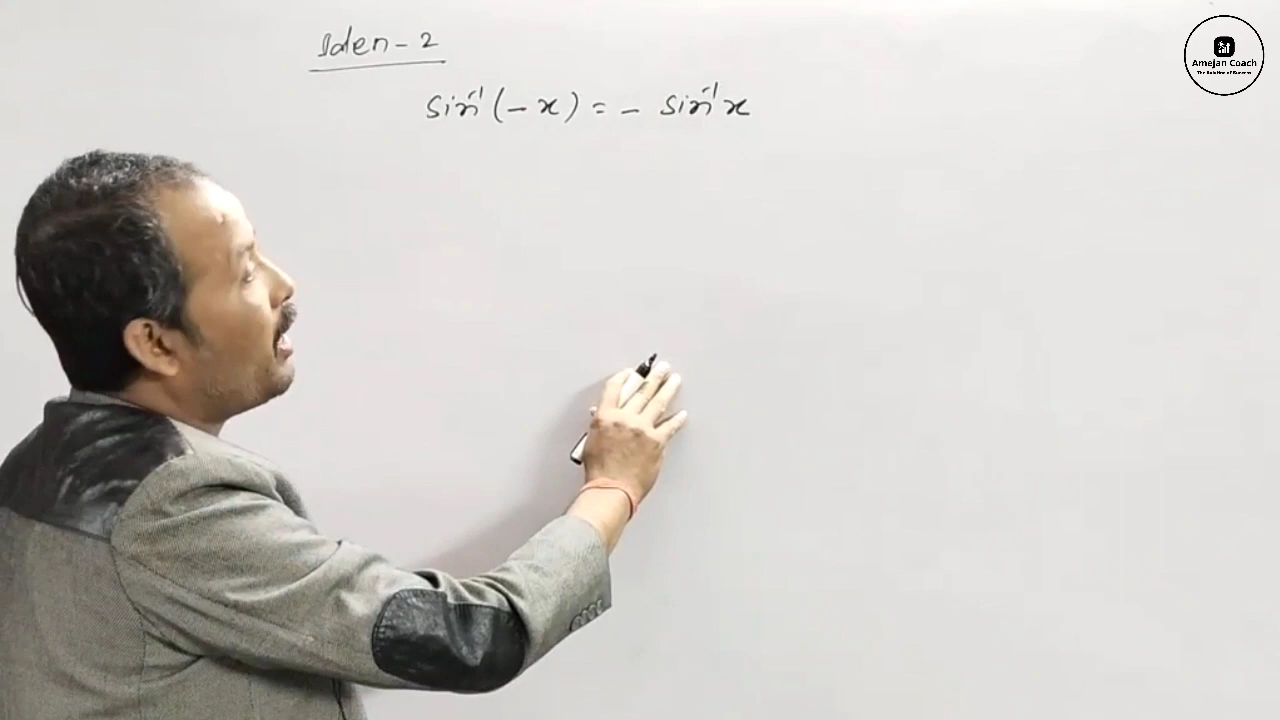 Iden - 2
sin⁻¹(-x) = - sin⁻¹x
Amejan Coach